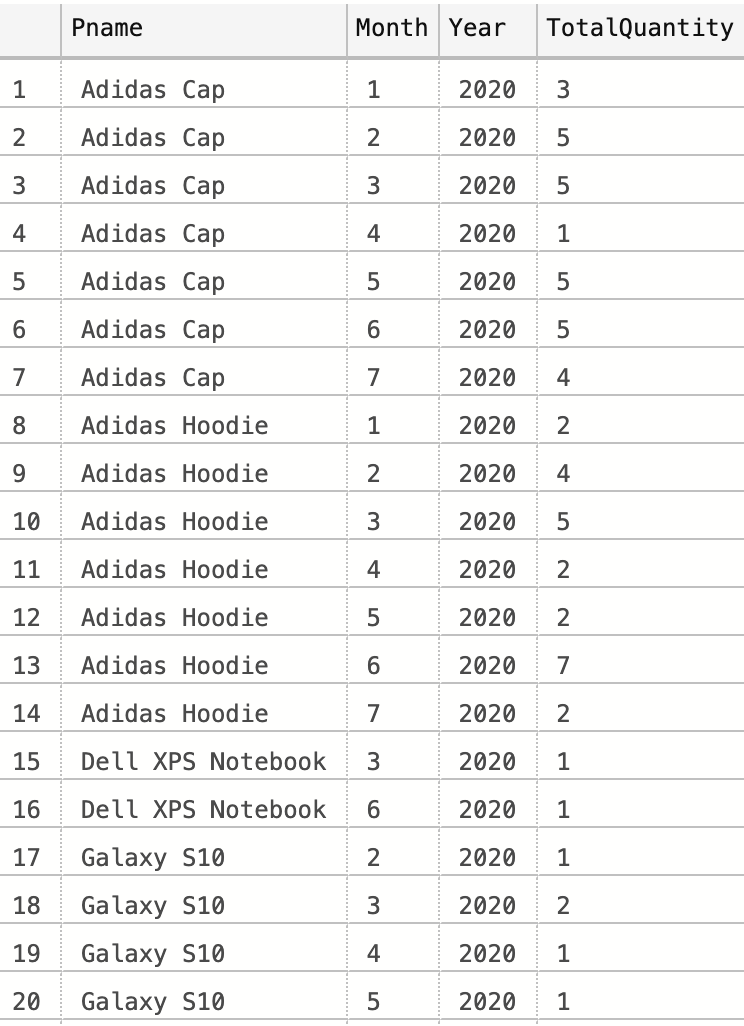 Pname Month Year TotalQuantity
1 Adidas Cap 1 2020 3
2 Adidas Cap 2 2020 5
3 Adidas Cap 3 2020 5
4 Adidas Cap 4 2020 1
5 Adidas Cap 5 2020 5
6 Adidas Cap 6 2020 5
7 Adidas Cap 7 2020 4
8 Adidas Hoodie 1 2020 2
9 Adidas Hoodie 2 2020 4
10 Adidas Hoodie 3 2020 5
11 Adidas Hoodie 4 2020 2
12 Adidas Hoodie 5 2020 2
13 Adidas Hoodie 6 2020 7
14 Adidas Hoodie 7 2020 2
15 Dell XPS Notebook 3 2020 1
16 Dell XPS Notebook 6 2020 1
17 Galaxy S10 2 2020 1
18 Galaxy S10 3 2020 2
19 Galaxy S10 4 2020 1
20 Galaxy S10 5 2020 1